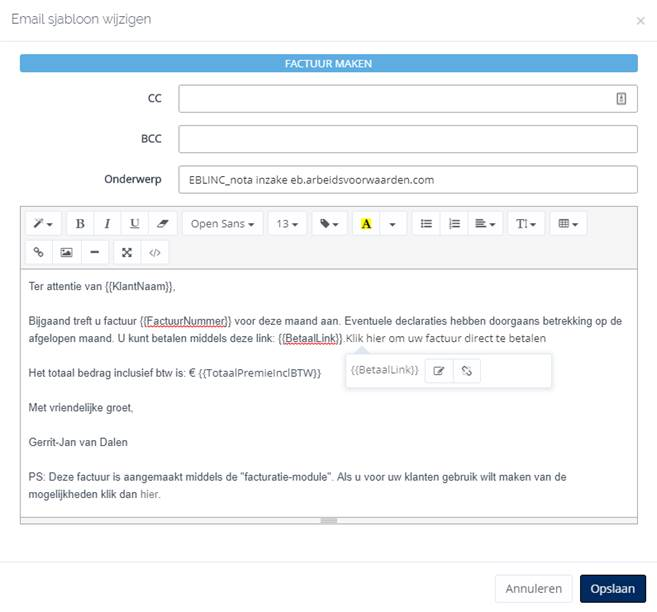 Email sjabloon wijzigen
×
FACTUUR MAKEN
CC
BCC
Onderwerp EBLINC_nota inzake eb.arbeidsvoorwaarden.com
B I U Open Sans 13 A T!
</>
Ter attentie van {{KlantNaam}},
Bijgaand treft u factuur {{FactuurNummer}} voor deze maand aan. Eventuele declaraties hebben doorgaans betrekking op de
afgelopen maand. U kunt betalen middels deze link: {{BetaalLink}}.Klik hier om uw factuur direct te betalen
{{BetaalLink}}
Het totaal bedrag inclusief btw is: € {{TotaalPremieInclBTW}}
Met vriendelijke groet,
Gerrit-Jan van Dalen
PS: Deze factuur is aangemaakt middels de "facturatie-module". Als u voor uw klanten gebruik wilt maken van de
mogelijkheden klik dan hier.
Annuleren Opslaan